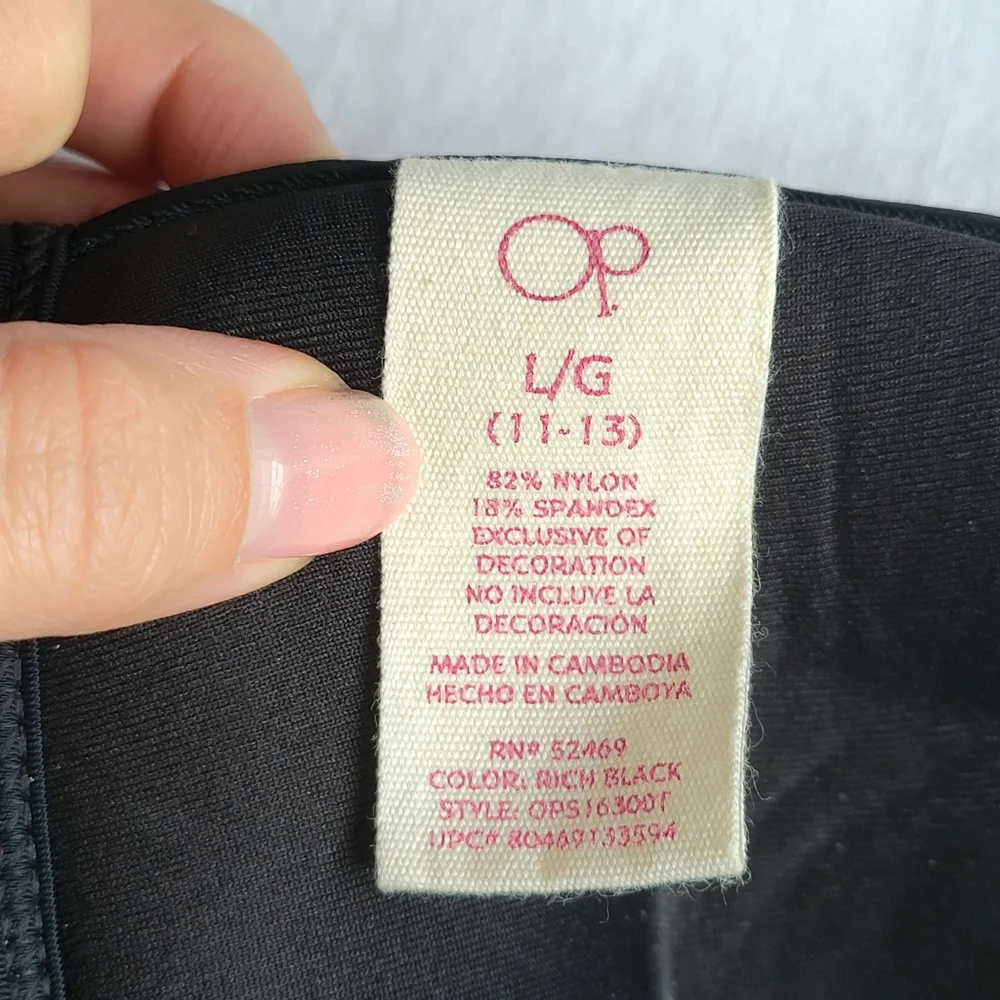 Op.
L/G
(11-13)
82% NYLON
18% SPANDEX
EXCLUSIVE OF
DECORATION
NO INCLUYE LA
DECORACIÓN
MADE IN CAMBODIA
HECHO EN CAMBOYA
RN# 52469
COLOR: RICH BLACK
STYLE: OPS16300T
UPC# 80469133594